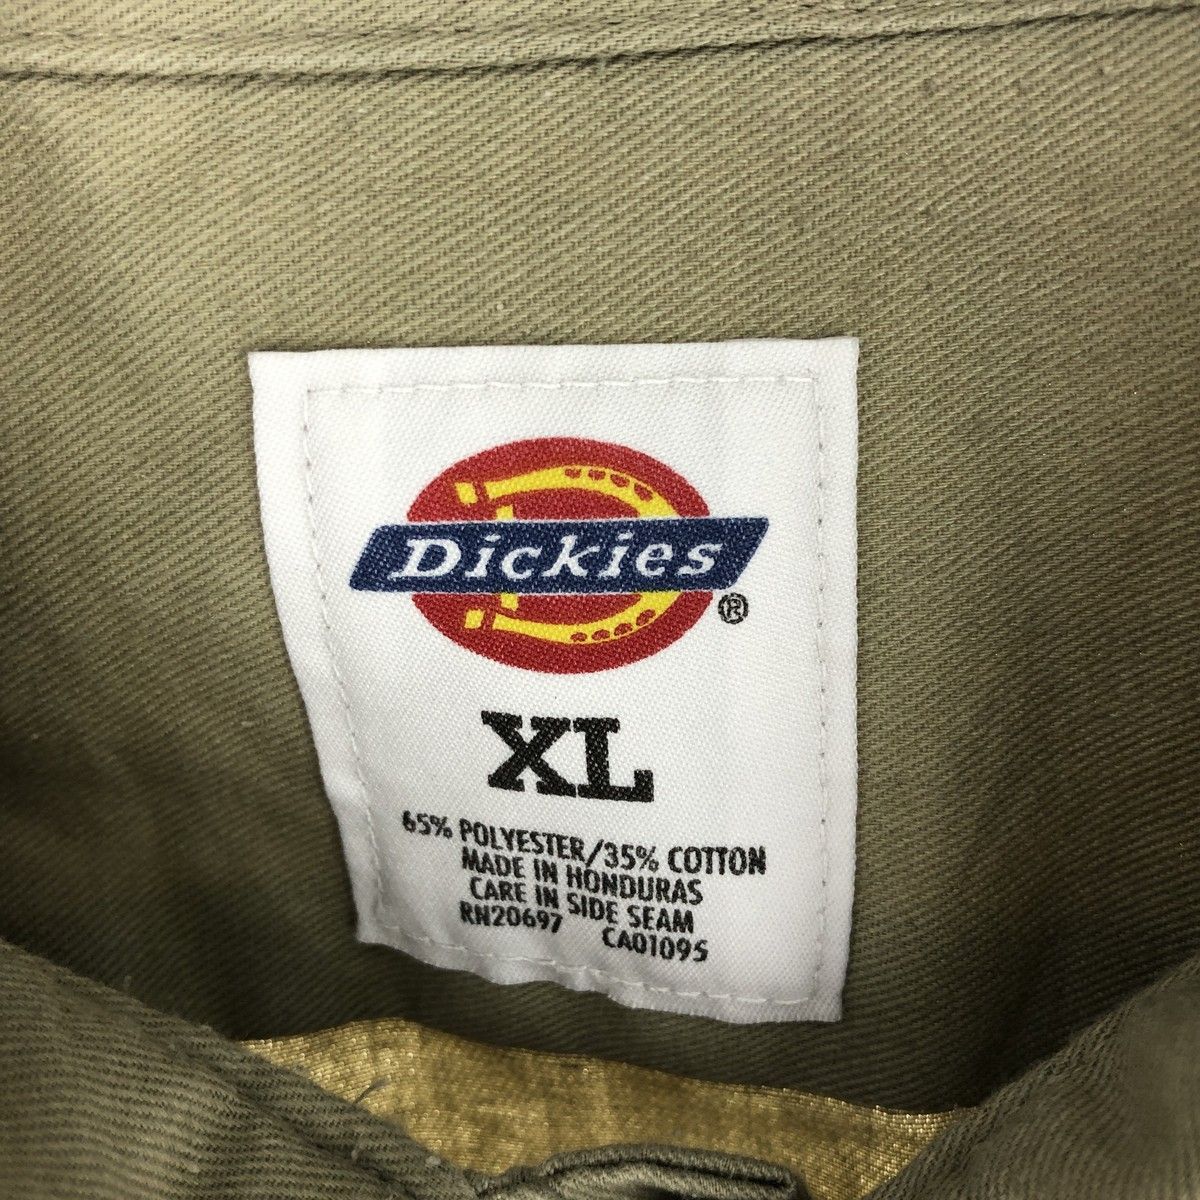 Dickies
®
XL
65% POLYESTER/35% COTTON
MADE IN HONDURAS
CARE IN SIDE SEAM
RN20697 CA01095